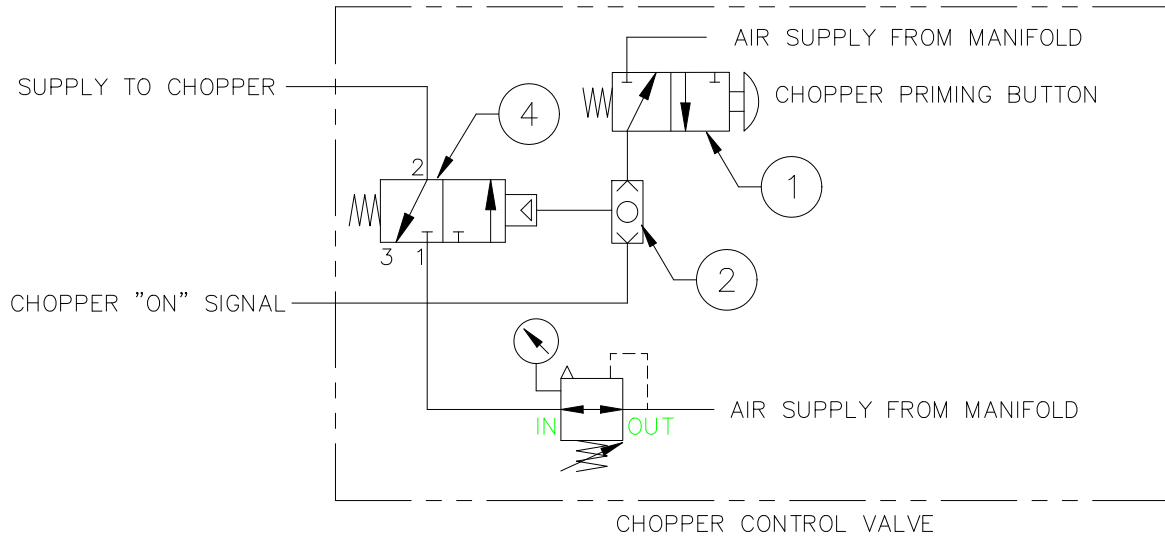 AIR SUPPLY FROM MANIFOLD
SUPPLY TO CHOPPER
CHOPPER PRIMING BUTTON
4
1
2
3 1
2
CHOPPER ”ON” SIGNAL
AIR SUPPLY FROM MANIFOLD
IN OUT
CHOPPER CONTROL VALVE